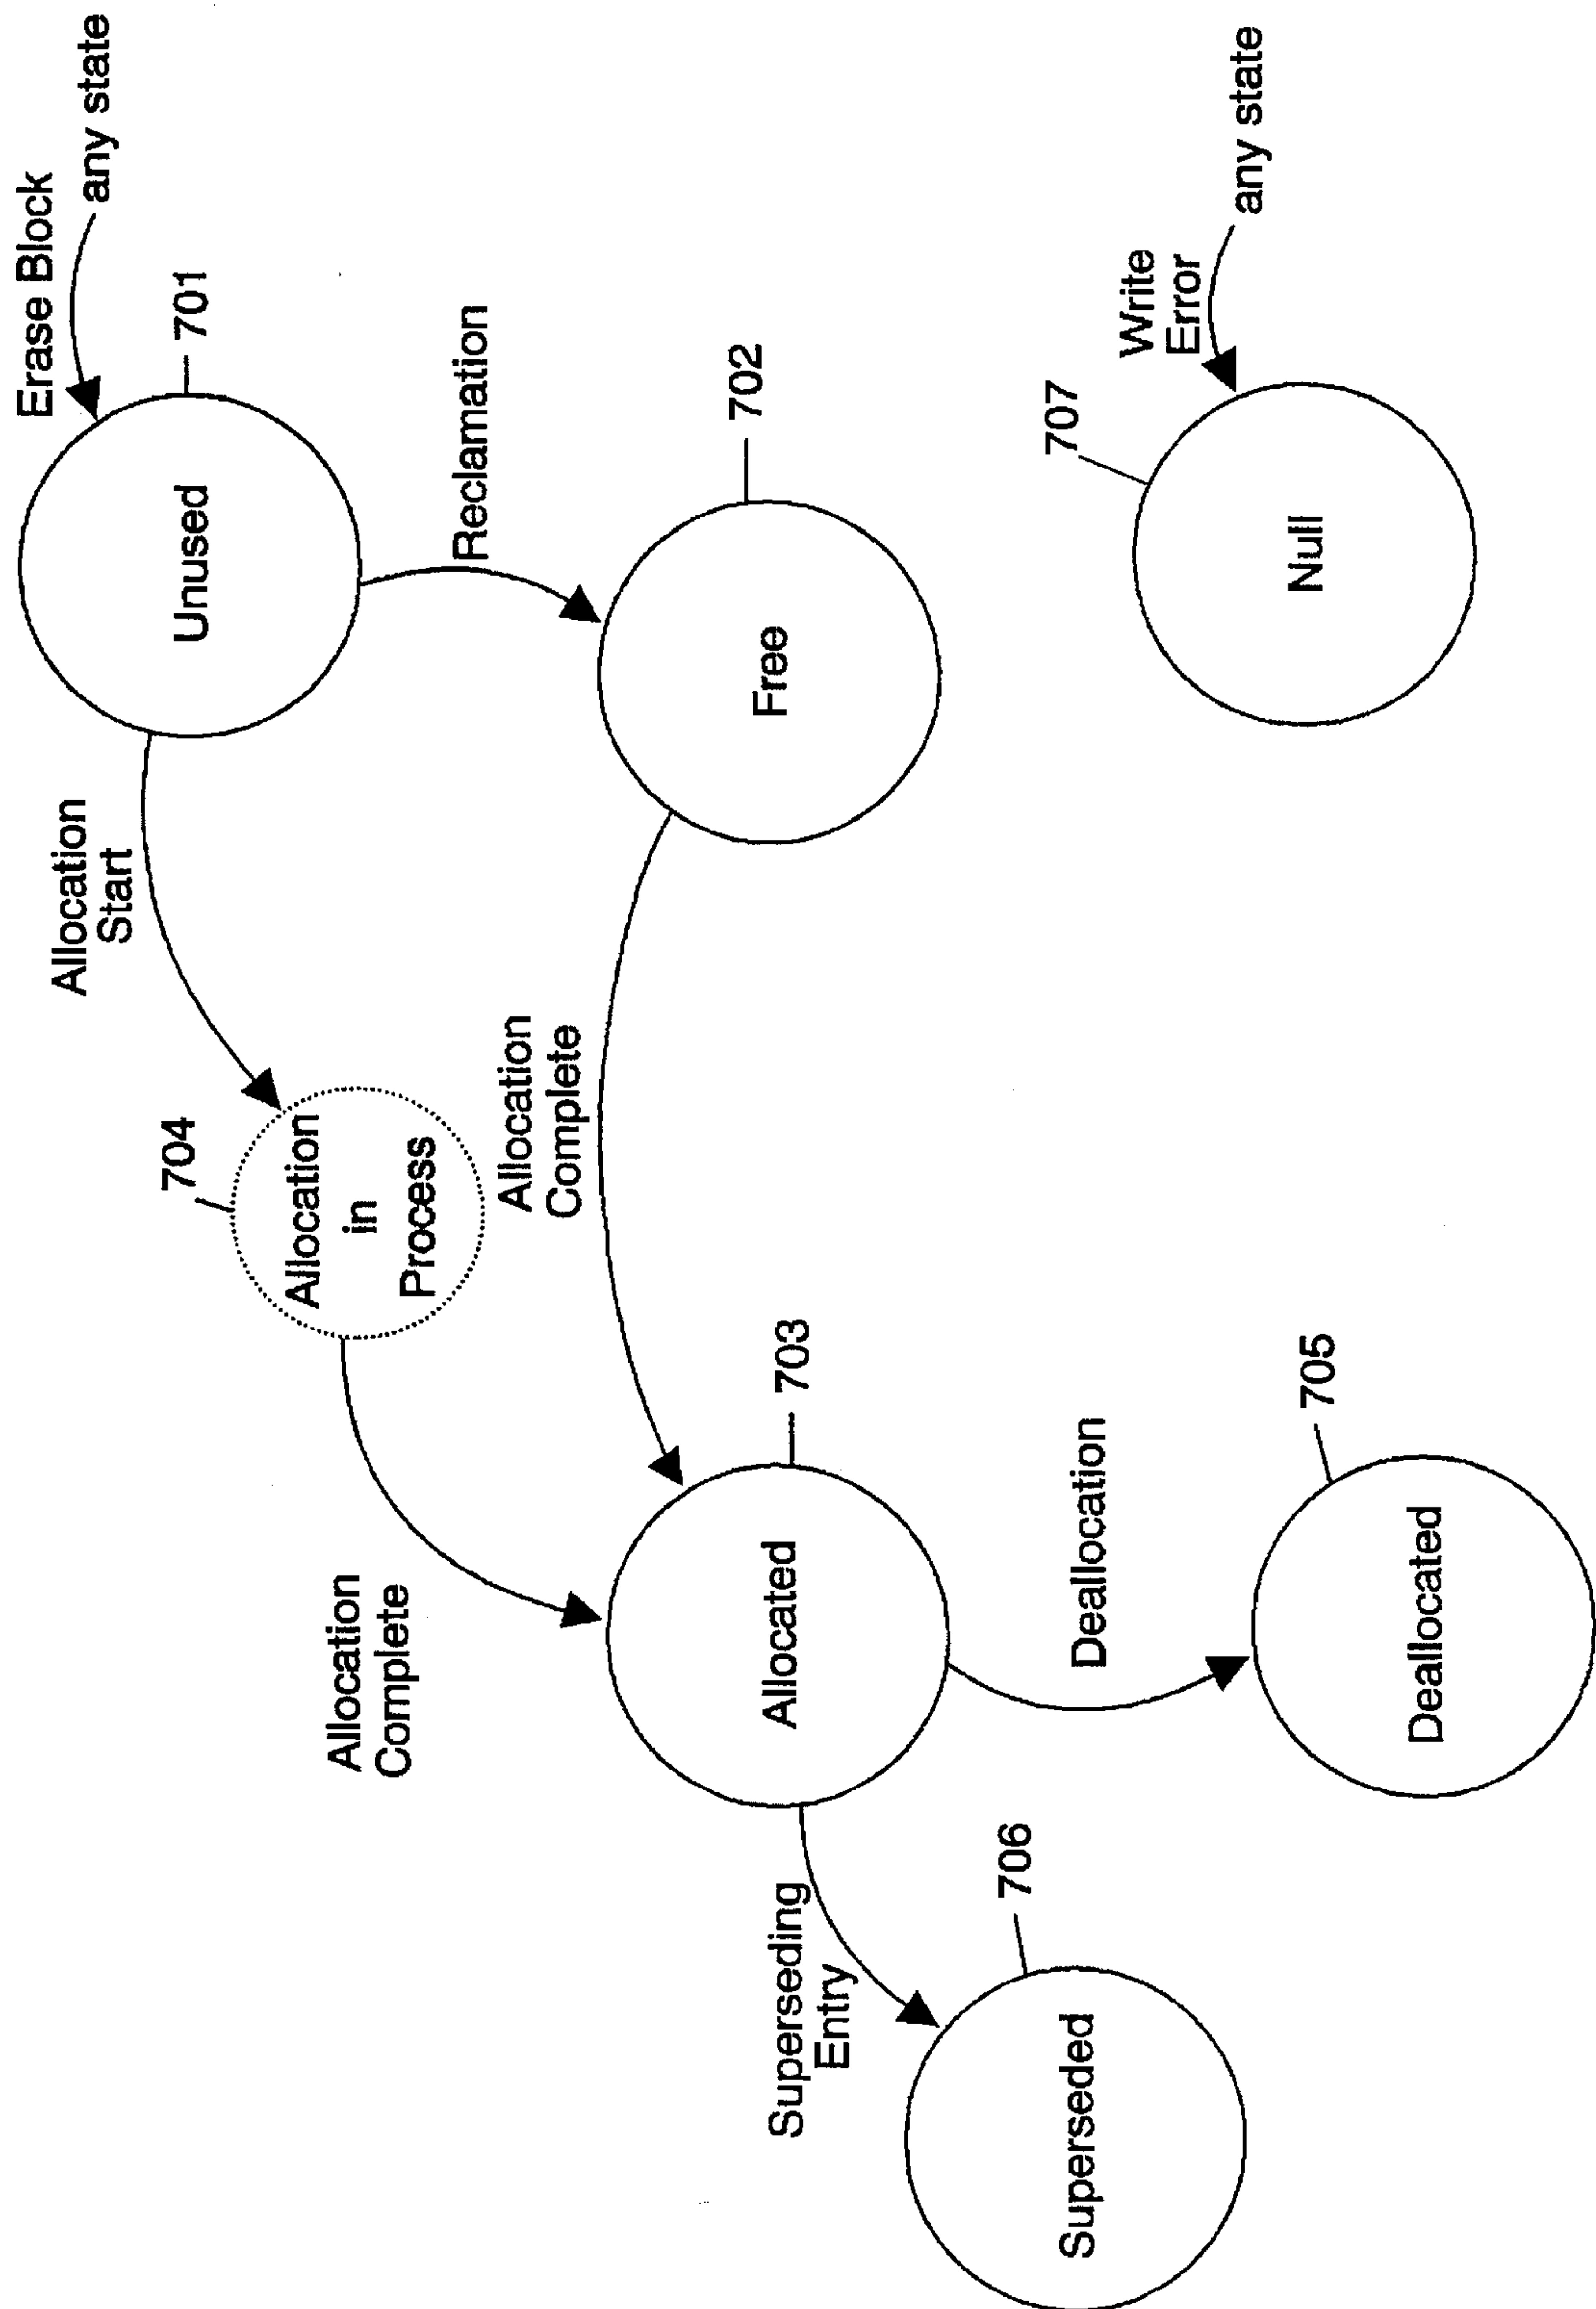 Erase Block
any state
Unused
701
Allocation
Start
Reclamation
704
Allocation
in
Process
Free
702
Allocation
Complete
Allocation
Complete
Allocated
703
Write
Error
any state
707
Null
Superseding
Entry
706
Superseded
Deallocation
705
Deallocated